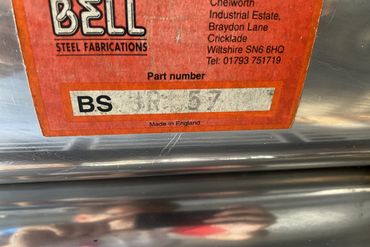 BELL
STEEL FABRICATIONS
Chelworth
Industrial Estate,
Braydon Lane
Cricklade
Wiltshire SN6 6HQ
Tel: 01793 751719
Part number
BS 57
Made in England